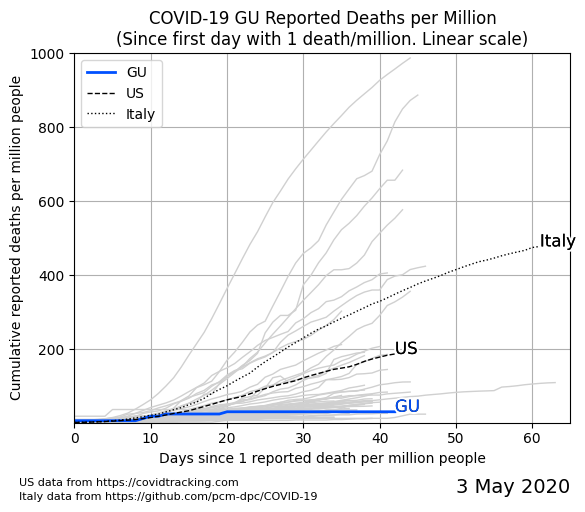 COVID-19 GU Reported Deaths per Million
(Since first day with 1 death/million. Linear scale)
Cumulative reported deaths per million people
1000
800
600
400
200
GU
US
Italy
Italy
US
GU
0
10
20
30
40
50
60
Days since 1 reported death per million people
US data from https://covidtracking.com
Italy data from https://github.com/pcm-dpc/COVID-19
3 May 2020